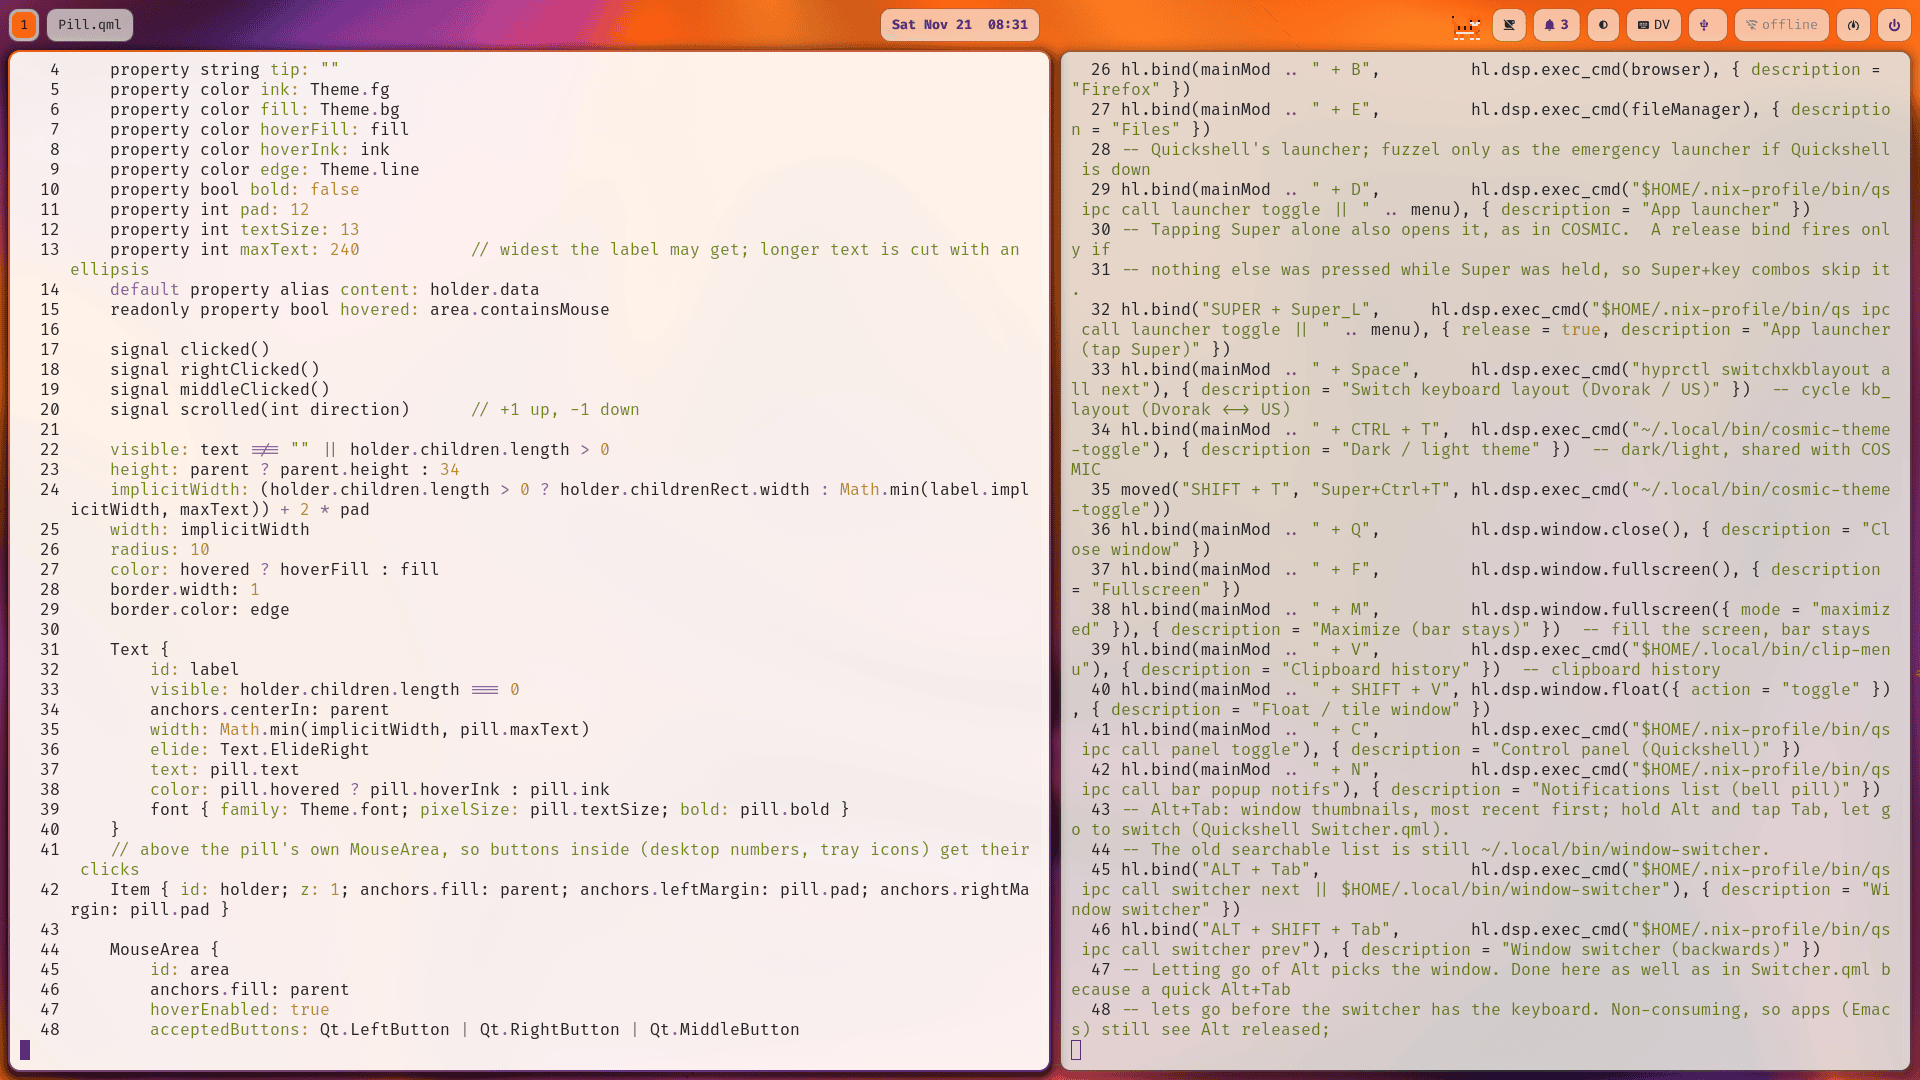 1 Pill.qml Sat Nov 21 08:31 3 DV offline
4 property string tip: ""
5 property color ink: Theme.fg
6 property color fill: Theme.bg
7 property color hoverFill: fill
8 property color hoverInk: ink
9 property color edge: Theme.line
10 property bool bold: false
11 property int pad: 12
12 property int textSize: 13
13 property int maxText: 240 // widest the label may get; longer text is cut with an
ellipsis
14 default property alias content: holder.data
15 readonly property bool hovered: area.containsMouse
16
17 signal clicked()
18 signal rightClicked()
19 signal middleClicked()
20 signal scrolled(int direction) // +1 up, -1 down
21
22 visible: text !== "" || holder.children.length > 0
23 height: parent ? parent.height : 34
24 implicitWidth: (holder.children.length > 0 ? holder.childrenRect.width : Math.min(label.impl
icitWidth, maxText)) + 2 * pad
25 width: implicitWidth
26 radius: 10
27 color: hovered ? hoverFill : fill
28 border.width: 1
29 border.color: edge
30
31 Text {
32 id: label
33 visible: holder.children.length === 0
34 anchors.centerIn: parent
35 width: Math.min(implicitWidth, pill.maxText)
36 elide: Text.ElideRight
37 text: pill.text
38 color: pill.hovered ? pill.hoverInk : pill.ink
39 font { family: Theme.font; pixelSize: pill.textSize; bold: pill.bold }
40 }
41 // above the pill's own MouseArea, so buttons inside (desktop numbers, tray icons) get their
clicks
42 Item { id: holder; z: 1; anchors.fill: parent; anchors.leftMargin: pill.pad; anchors.rightMa
rgin: pill.pad }
43
44 MouseArea {
45 id: area
46 anchors.fill: parent
47 hoverEnabled: true
48 acceptedButtons: Qt.LeftButton | Qt.RightButton | Qt.MiddleButton
26 hl.bind(mainMod .. " + B", hl.dsp.exec_cmd(browser), { description =
"Firefox" })
27 hl.bind(mainMod .. " + E", hl.dsp.exec_cmd(fileManager), { descriptio
n = "Files" })
28 -- Quickshell's launcher; fuzzel only as the emergency launcher if Quickshell
is down
29 hl.bind(mainMod .. " + D", hl.dsp.exec_cmd("$HOME/.nix-profile/bin/qs
ipc call launcher toggle || " .. menu), { description = "App launcher" })
30 -- Tapping Super alone also opens it, as in COSMIC. A release bind fires onl
y if
31 -- nothing else was pressed while Super was held, so Super+key combos skip it
.
32 hl.bind("SUPER + Super_L", hl.dsp.exec_cmd("$HOME/.nix-profile/bin/qs ipc
call launcher toggle || " .. menu), { release = true, description = "App launcher
(tap Super)" })
33 hl.bind(mainMod .. " + Space", hl.dsp.exec_cmd("hyprctl switchxkblayout a
ll next"), { description = "Switch keyboard layout (Dvorak / US)" }) -- cycle kb_
layout (Dvorak <-> US)
34 hl.bind(mainMod .. " + CTRL + T", hl.dsp.exec_cmd("~/.local/bin/cosmic-theme
-toggle"), { description = "Dark / light theme" }) -- dark/light, shared with COS
MIC
35 moved("SHIFT + T", "Super+Ctrl+T", hl.dsp.exec_cmd("~/.local/bin/cosmic-theme
-toggle"))
36 hl.bind(mainMod .. " + Q", hl.dsp.window.close(), { description = "Cl
ose window" })
37 hl.bind(mainMod .. " + F", hl.dsp.window.fullscreen(), { description
= "Fullscreen" })
38 hl.bind(mainMod .. " + M", hl.dsp.window.fullscreen({ mode = "maximiz
ed" }), { description = "Maximize (bar stays)" }) -- fill the screen, bar stays
39 hl.bind(mainMod .. " + V", hl.dsp.exec_cmd("$HOME/.local/bin/clip-men
u"), { description = "Clipboard history" }) -- clipboard history
40 hl.bind(mainMod .. " + SHIFT + V", hl.dsp.window.float({ action = "toggle" })
, { description = "Float / tile window" })
41 hl.bind(mainMod .. " + C", hl.dsp.exec_cmd("$HOME/.nix-profile/bin/qs
ipc call panel toggle"), { description = "Control panel (Quickshell)" })
42 hl.bind(mainMod .. " + N", hl.dsp.exec_cmd("$HOME/.nix-profile/bin/qs
ipc call bar popup notifs"), { description = "Notifications list (bell pill)" })
43 -- Alt+Tab: window thumbnails, most recent first; hold Alt and tap Tab, let g
o to switch (Quickshell Switcher.qml).
44 -- The old searchable list is still ~/.local/bin/window-switcher.
45 hl.bind("ALT + Tab", hl.dsp.exec_cmd("$HOME/.nix-profile/bin/qs
ipc call switcher next || $HOME/.local/bin/window-switcher"), { description = "Wi
ndow switcher" })
46 hl.bind("ALT + SHIFT + Tab", hl.dsp.exec_cmd("$HOME/.nix-profile/bin/qs
ipc call switcher prev"), { description = "Window switcher (backwards)" })
47 -- Letting go of Alt picks the window. Done here as well as in Switcher.qml b
ecause a quick Alt+Tab
48 -- lets go before the switcher has the keyboard. Non-consuming, so apps (Emac
s) still see Alt released;